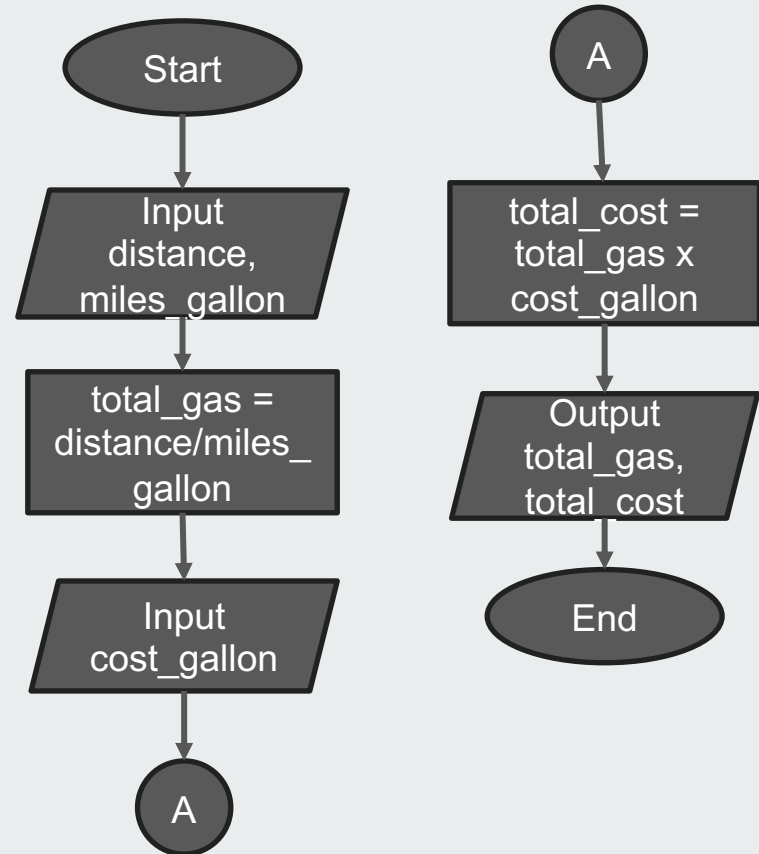 Start
Input
distance,
miles_gallon
total_gas =
distance/miles_
gallon
Input
cost_gallon
A
A
total_cost =
total_gas x
cost_gallon
Output
total_gas,
total_cost
End